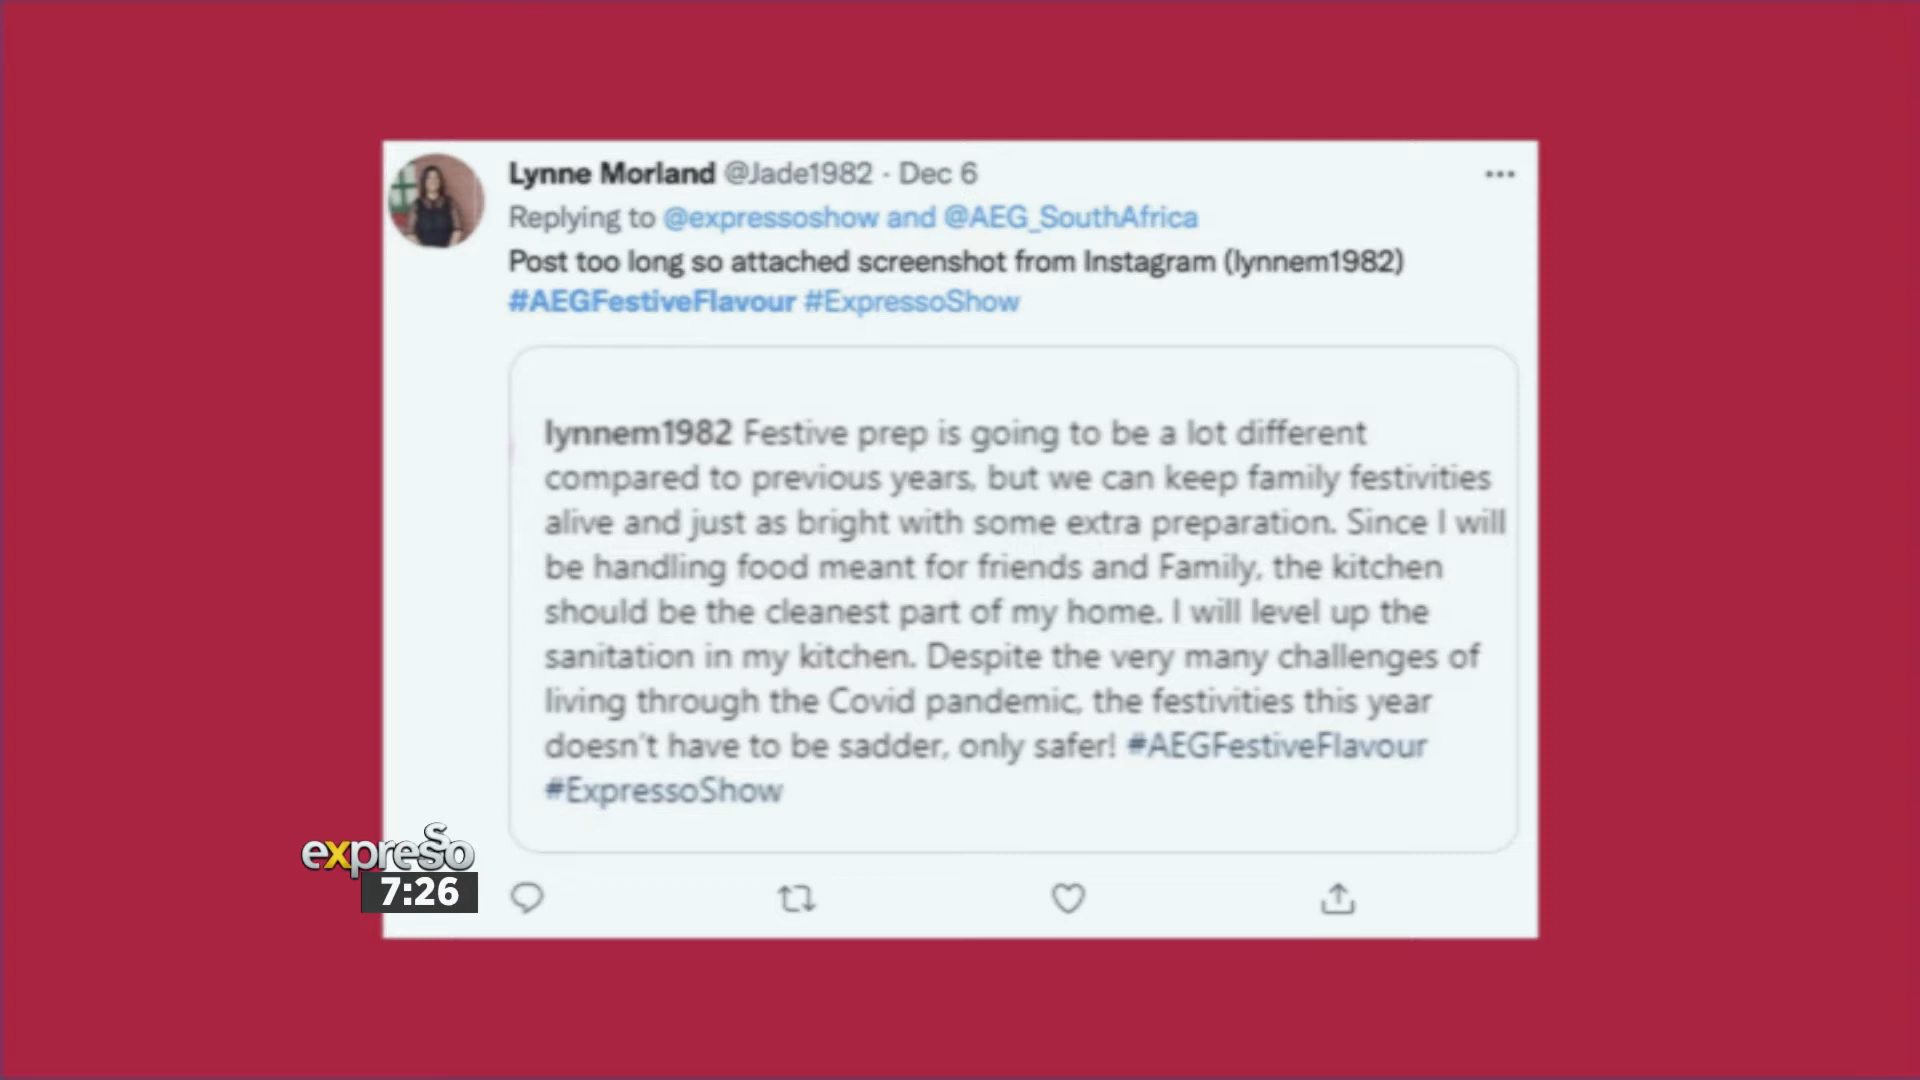 Lynne Morland @Jade1982 · Dec 6
Replying to @expressoshow and @AEG_SouthAfrica
Post too long so attached screenshot from Instagram (lynnem1982)
#AEGFestiveFlavour #ExpressoShow
lynnem1982 Festive prep is going to be a lot different
compared to previous years, but we can keep family festivities
alive and just as bright with some extra preparation. Since I will
be handling food meant for friends and Family, the kitchen
should be the cleanest part of my home. I will level up the
sanitation in my kitchen. Despite the very many challenges of
living through the Covid pandemic, the festivities this year
doesn't have to be sadder, only safer! #AEGFestiveFlavour
#ExpressoShow
expresso
7:26